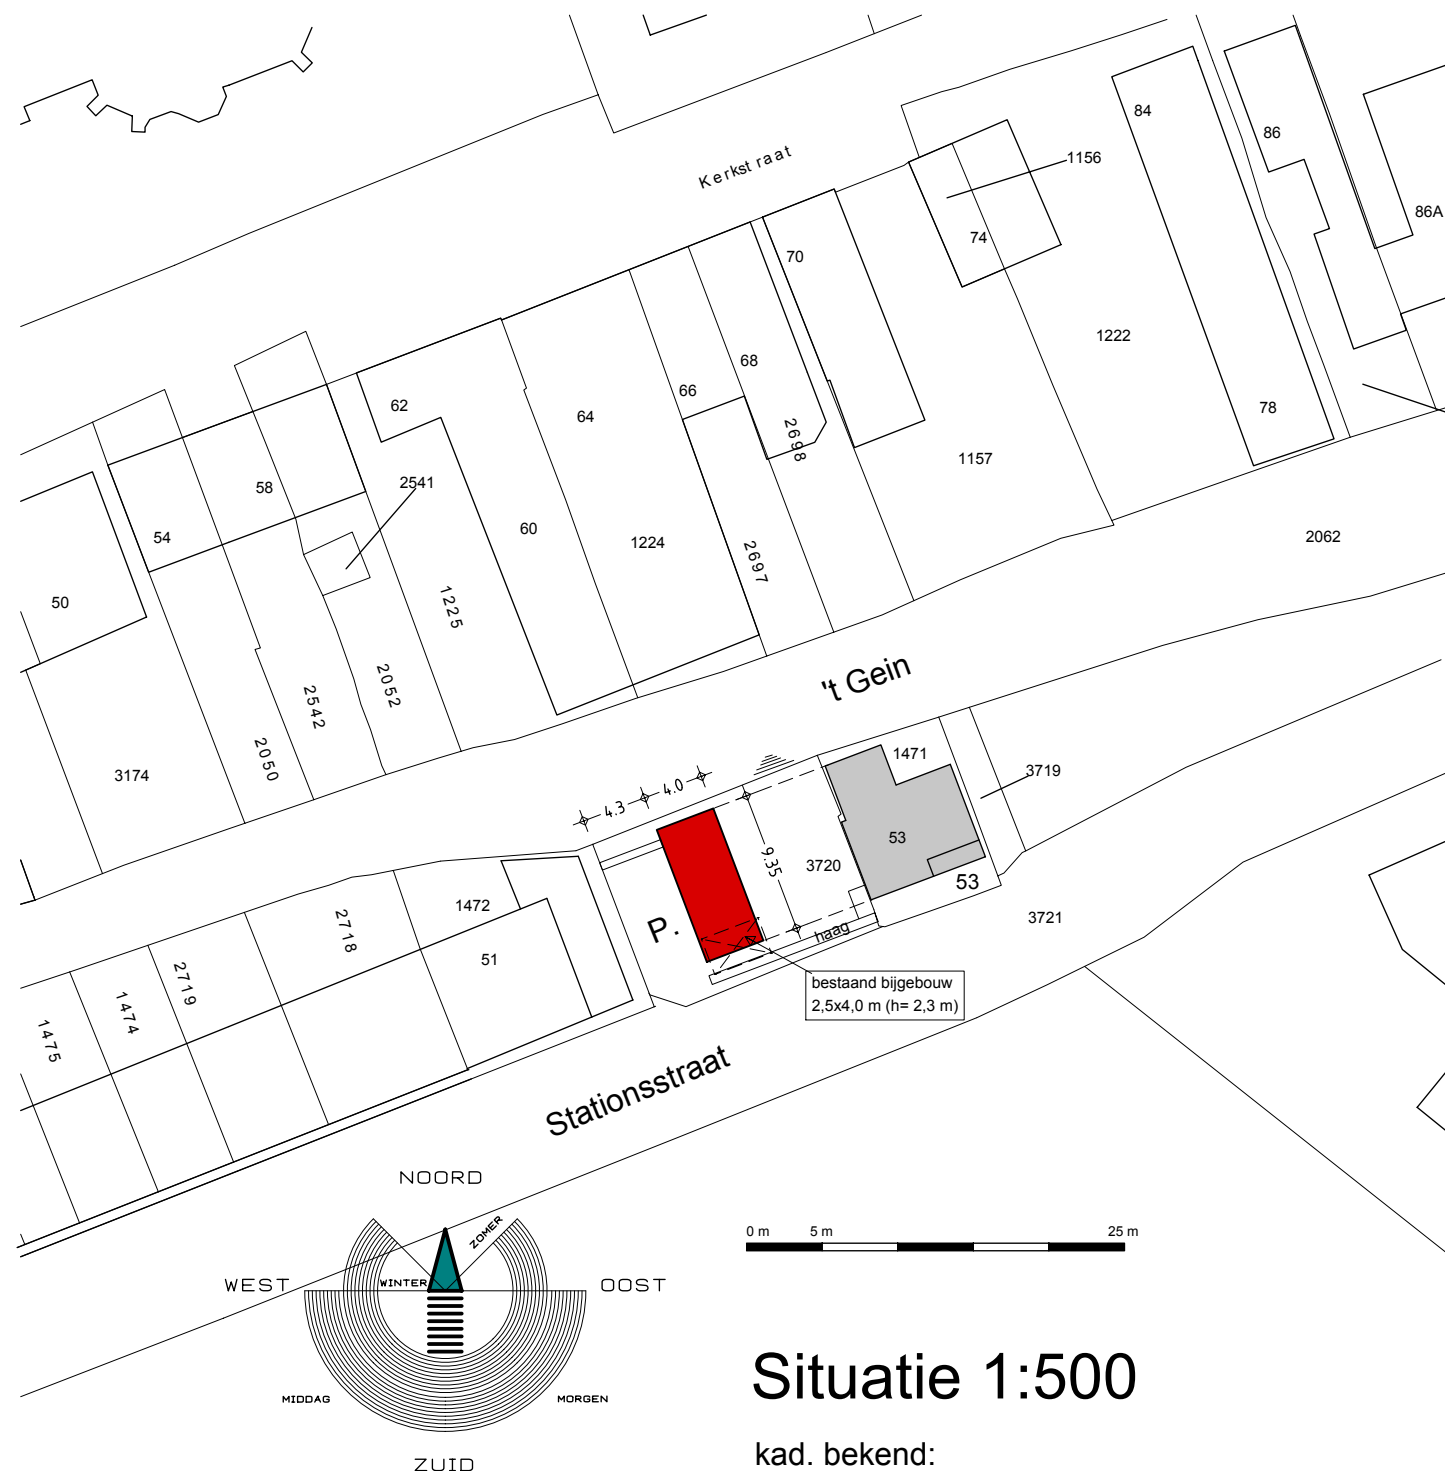 Kerkstraat
84
86
86A
1156
74
70
1222
68
66
62
64
2698
78
58
2541
1157
54
60
1224
2697
2062
50
1225
2052
2542
2050
3174
't Gein
1471
3719
4.3
4.0
9.35
3720
53
53
P.
haag
3721
1472
2718
51
2719
1474
1475
bestaand bijgebouw
2,5x4,0 m (h= 2,3 m)
Stationsstraat
NOORD
ZOMER
WEST
WINTER
OOST
MIDDAG
MORGEN
ZUID
0 m
5 m
25 m
Situatie 1:500
kad. bekend: